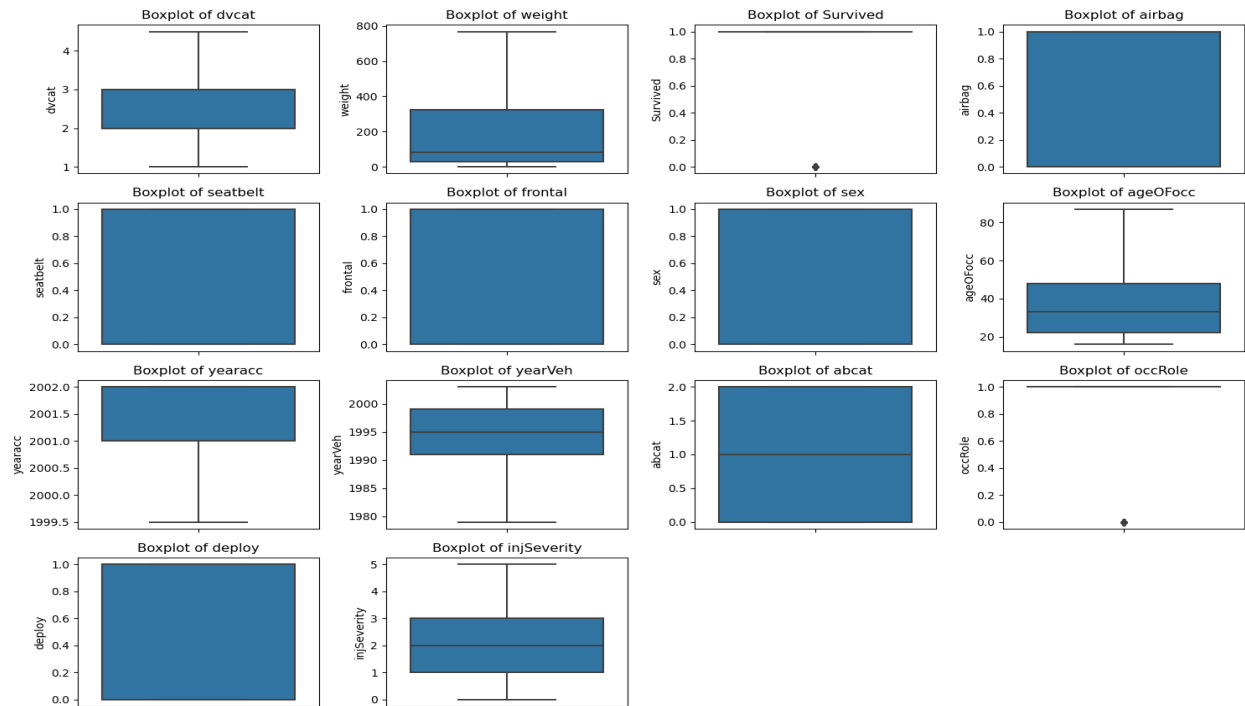 Boxplot of dvcat
dvcat
4
3
2
1
Boxplot of weight
weight
800
600
400
200
0
Boxplot of Survived
Survived
1.0
0.8
0.6
0.4
0.2
0.0
Boxplot of airbag
airbag
1.0
0.8
0.6
0.4
0.2
0.0
Boxplot of seatbelt
seatbelt
1.0
0.8
0.6
0.4
0.2
0.0
Boxplot of frontal
frontal
1.0
0.8
0.6
0.4
0.2
0.0
Boxplot of sex
sex
1.0
0.8
0.6
0.4
0.2
0.0
Boxplot of ageOFocc
ageOFocc
80
60
40
20
Boxplot of yearacc
yearacc
2002.0
2001.5
2001.0
2000.5
2000.0
1999.5
Boxplot of yearVeh
yearVeh
2000
1995
1990
1985
1980
Boxplot of abcat
abcat
2.0
1.5
1.0
0.5
0.0
Boxplot of occRole
occRole
1.0
0.8
0.6
0.4
0.2
0.0
Boxplot of deploy
deploy
1.0
0.8
0.6
0.4
0.2
0.0
Boxplot of injSeverity
injSeverity
5
4
3
2
1
0